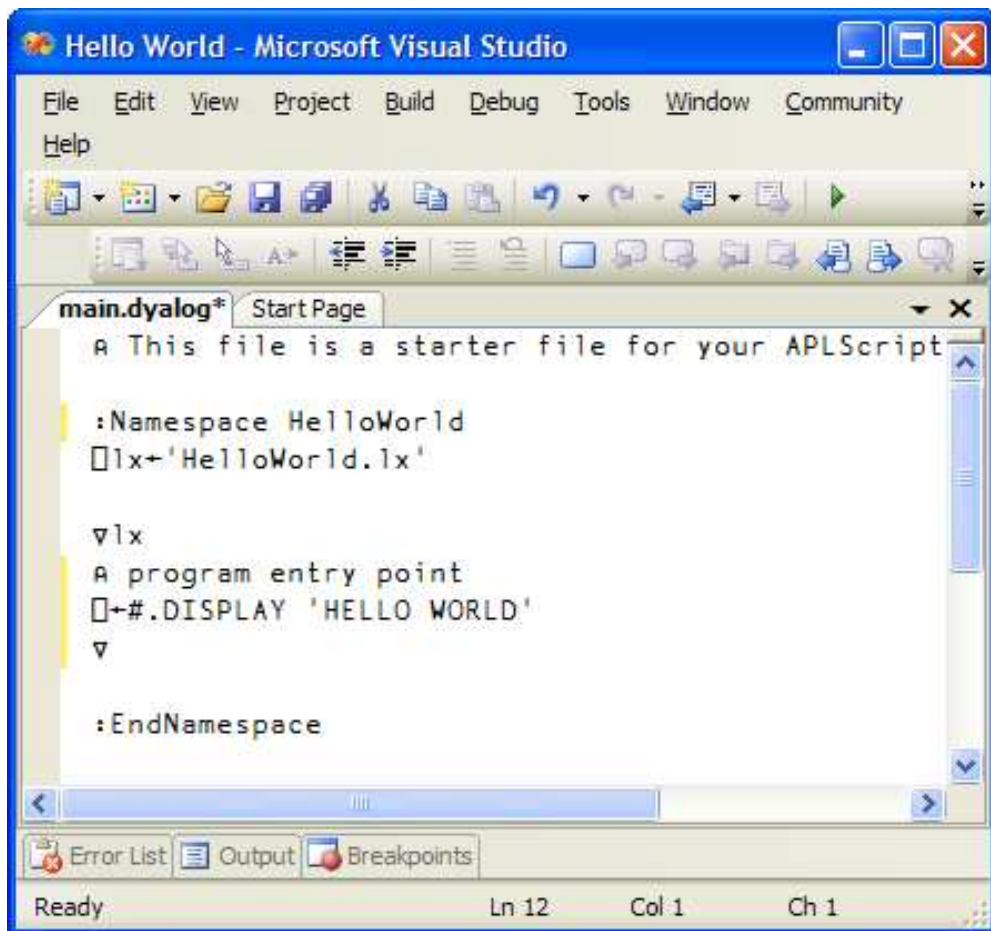 Hello World - Microsoft Visual Studio
File Edit View Project Build Debug Tools Window Community
Help
main.dyalog* Start Page
⍝ This file is a starter file for your APLScript
:Namespace HelloWorld
⎕lx←'HelloWorld.lx'
∇lx
⍝ program entry point
⎕←#.DISPLAY 'HELLO WORLD'
∇
:EndNamespace
Error List Output Breakpoints
Ready Ln 12 Col 1 Ch 1